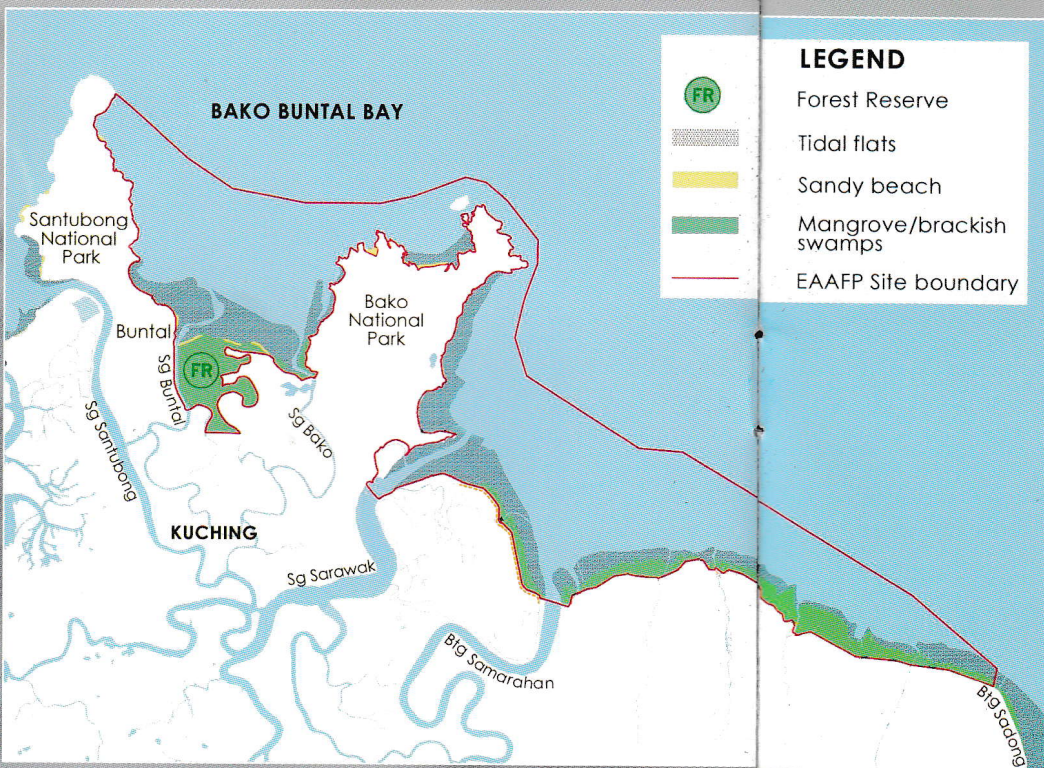 LEGEND
FR
Forest Reserve
Tidal flats
Sandy beach
Mangrove/brackish
swamps
EAAFP Site boundary
BAKO BUNTAL BAY
Santubong
National
Park
Bako
National
Park
Buntal
FR
Sg Buntal
Sg Bako
Sg Santubong
KUCHING
Sg Sarawak
Btg Samarahan
Btg Sadong